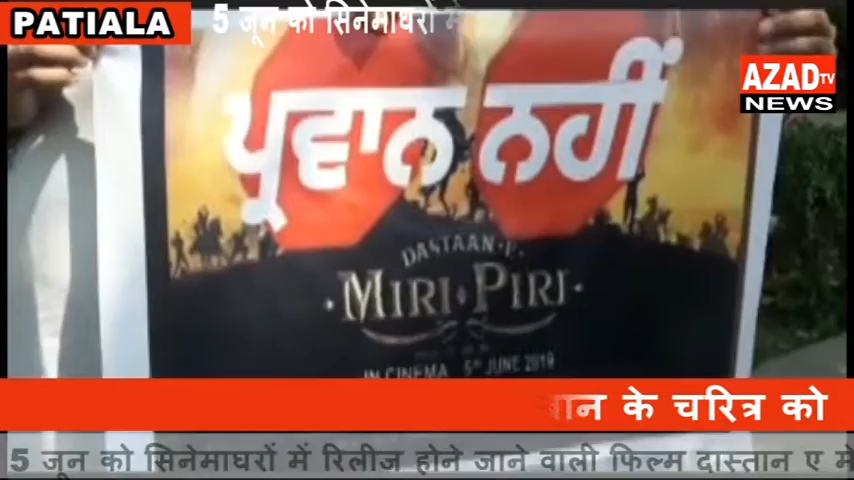 PATIALA
5 जून को सिनेमाघरों में
AZAD TV
NEWS
ਪ੍ਰਵਾਨ ਨਹੀਂ
DASTAAN-E-
MIRI PIRI
IN CINEMA 5th JUNE 2019
के चरित्र को
5 जून को सिनेमाघरों में रिलीज होने जाने वाली फिल्म दास्तान ए